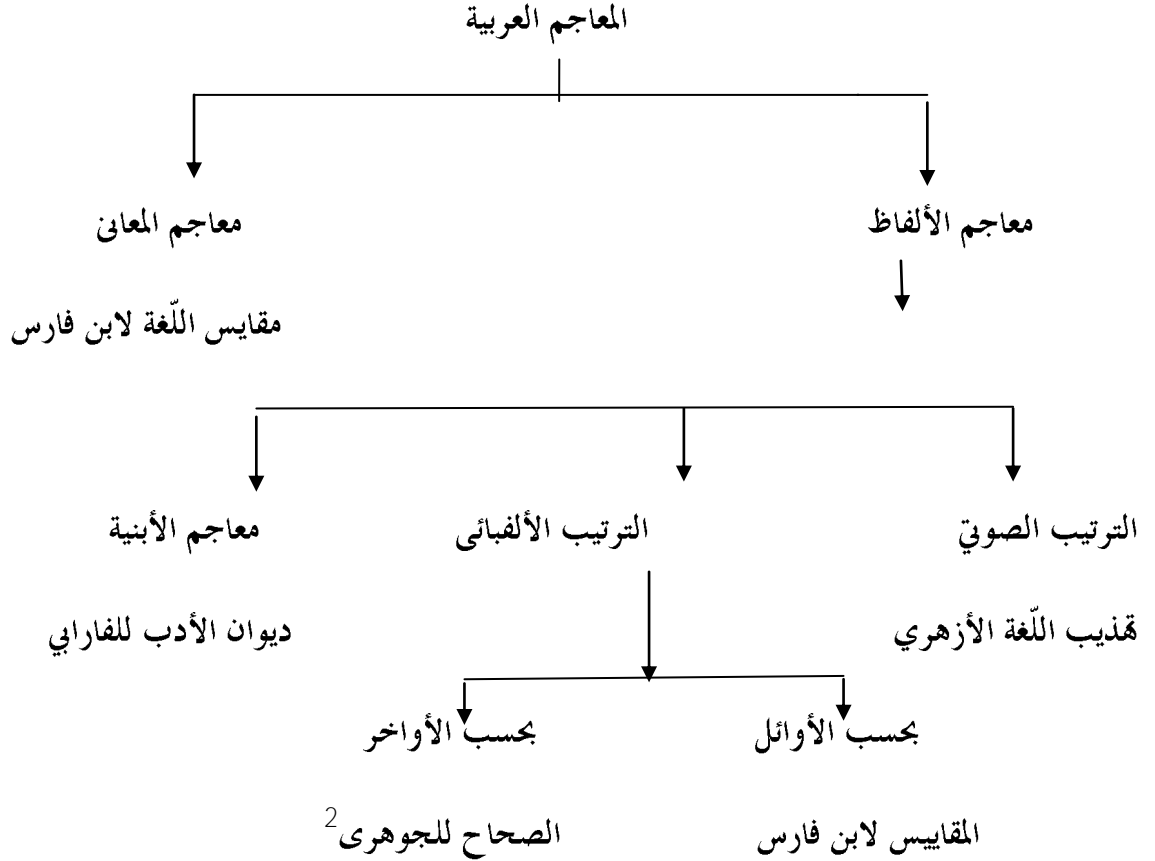 المعاجم العربية
معاجم الألفاظ
معاجم المعانى
مقايس اللّغة لابن فارس
الترتيب الصوتيّ
الترتيب الألفبائى
معاجم الأبنية
تهذيب اللّغة الأزهري
ديوان الأدب للفارابي
بحسب الأوائل
بحسب الأواخر
المقاييس لابن فارس
الصحاح للجوهرى2